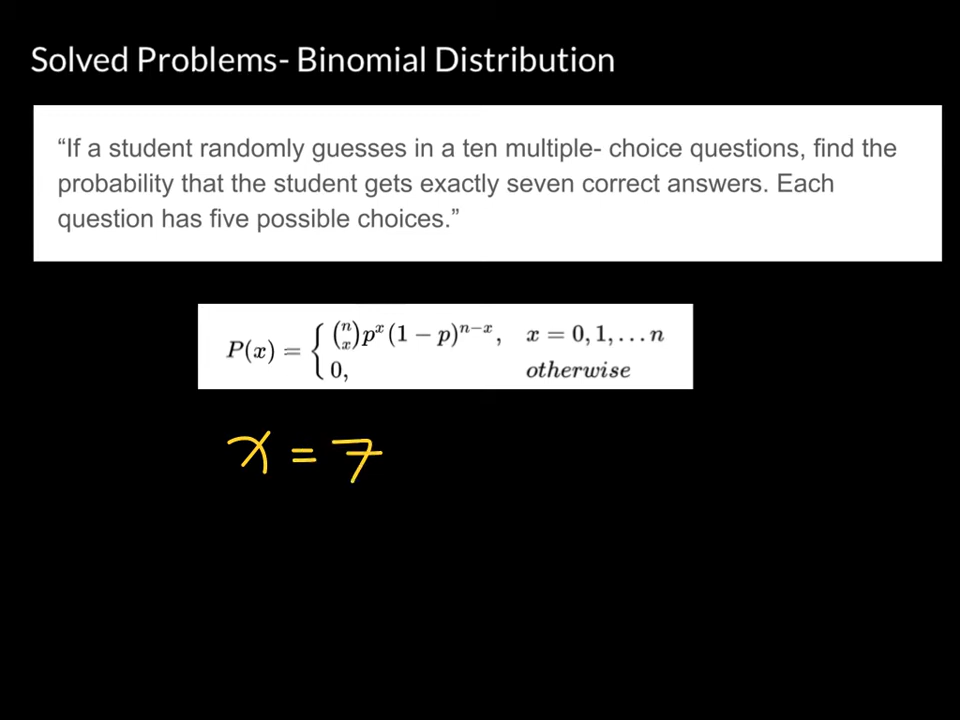 Solved Problems- Binomial Distribution
“If a student randomly guesses in a ten multiple- choice questions, find the
probability that the student gets exactly seven correct answers. Each
question has five possible choices.”
P(x) = { (n x) p^x (1 − p)^{n−x}, x = 0, 1, . . . n
0, otherwise
x = 7